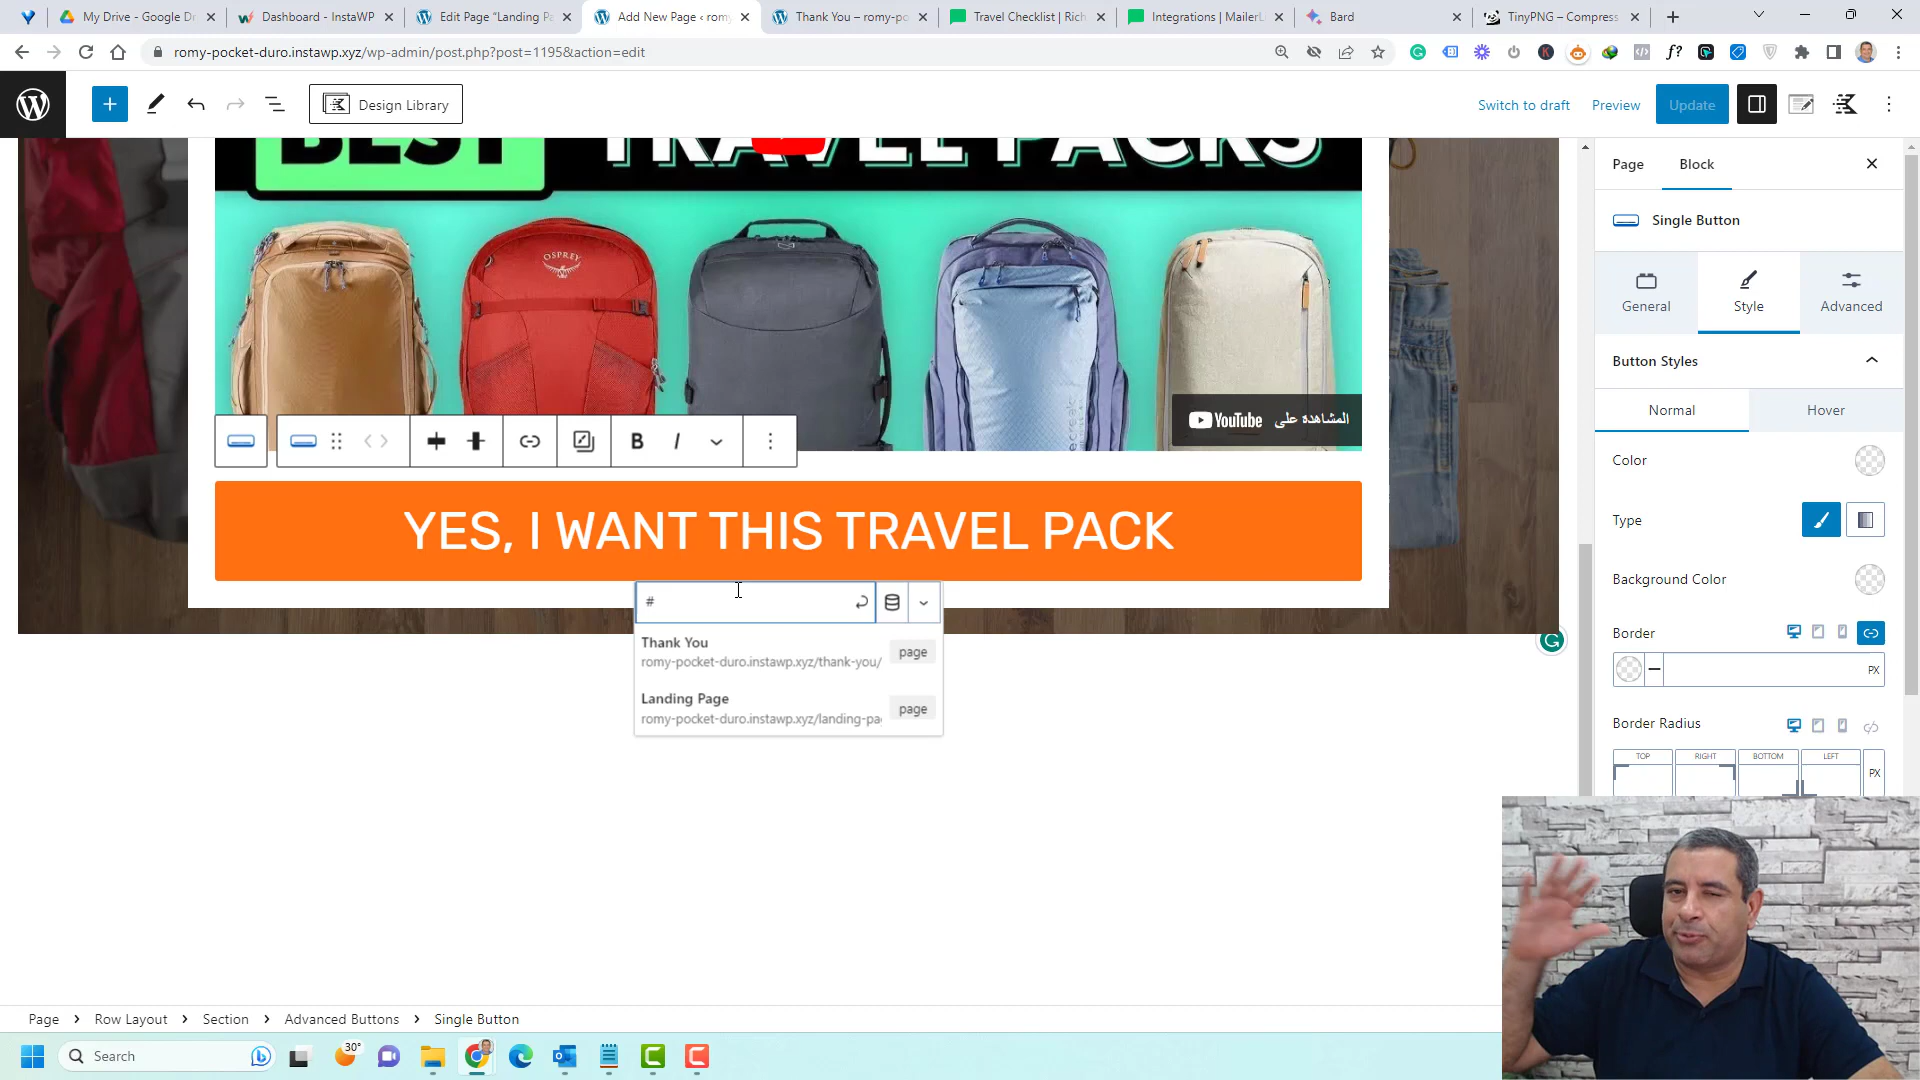 My Drive - Google Dr
Dashboard - InstaWP
Edit Page "Landing Pa
Add New Page ‹ romy
Thank You – romy-po
Travel Checklist | Rich
Integrations | MailerL
Bard
TinyPNG – Compress
romy-pocket-duro.instawp.xyz/wp-admin/post.php?post=1195&action=edit
Design Library
Switch to draft
Preview
Update
BEST
TRAVEL PACKS
OSPREY
YouTube المشاهدة على
B I
YES, I WANT THIS TRAVEL PACK
#
Thank You
romy-pocket-duro.instawp.xyz/thank-you/
page
Landing Page
romy-pocket-duro.instawp.xyz/landing-pa
page
Page
Block
Single Button
General
Style
Advanced
Button Styles
Normal
Hover
Color
Type
Background Color
Border
PX
Border Radius
TOP
RIGHT
BOTTOM
LEFT
PX
Page
Row Layout
Section
Advanced Buttons
Single Button
Search
30°